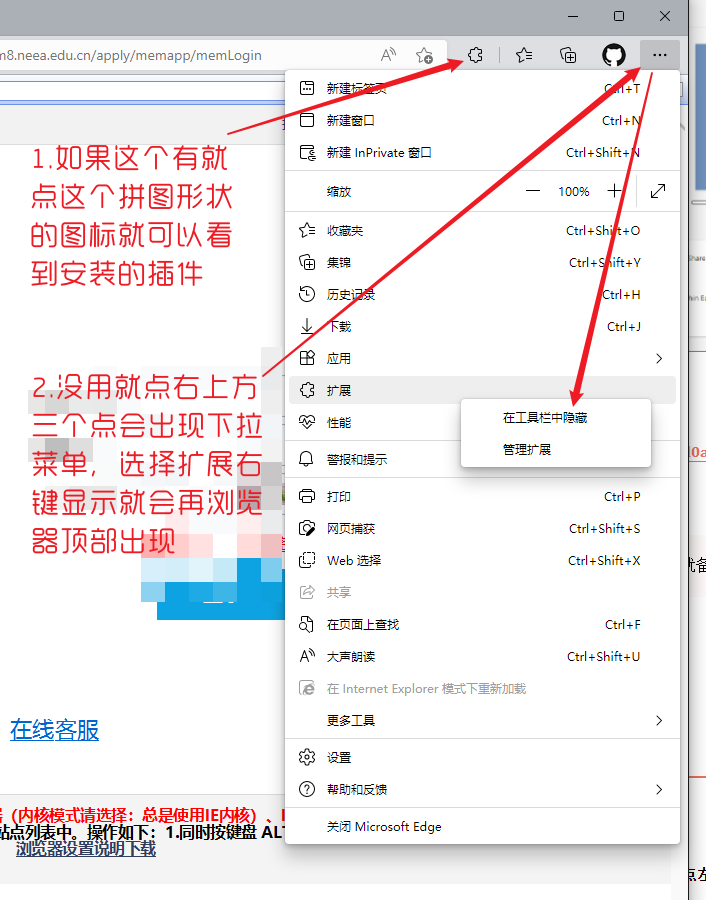 m8.neea.edu.cn/apply/memapp/memLogin
新建标签页 Ctrl+T
新建窗口 Ctrl+N
新建 InPrivate 窗口 Ctrl+Shift+N
缩放 100%
收藏夹 Ctrl+Shift+O
集锦 Ctrl+Shift+Y
历史记录 Ctrl+H
下载 Ctrl+J
应用
扩展
性能
在工具栏中隐藏
管理扩展
警报和提示
打印 Ctrl+P
网页捕获 Ctrl+Shift+S
Web 选择 Ctrl+Shift+X
共享
在页面上查找 Ctrl+F
大声朗读 Ctrl+Shift+U
在 Internet Explorer 模式下重新加载
更多工具
设置
帮助和反馈
关闭 Microsoft Edge
1.如果这个有就
点这个拼图形状
的图标就可以看
到安装的插件
2.没用就点右上方
三个点会出现下拉
菜单，选择扩展右
键显示就会再浏览
器顶部出现
在线客服
（内核模式请选择：总是使用IE内核）、
站点列表中。操作如下：1.同时按键盘 ALT
浏览器设置说明下载
Share